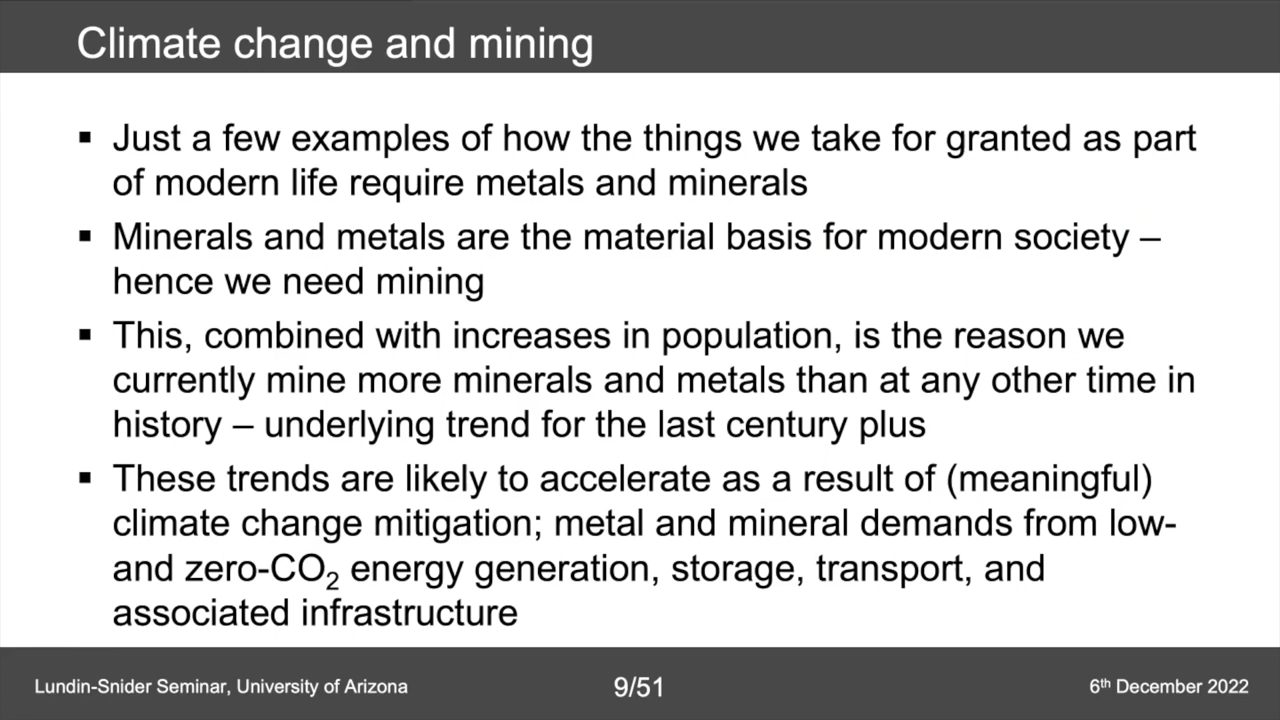 Climate change and mining
▪ Just a few examples of how the things we take for granted as part
of modern life require metals and minerals
▪ Minerals and metals are the material basis for modern society –
hence we need mining
▪ This, combined with increases in population, is the reason we
currently mine more minerals and metals than at any other time in
history – underlying trend for the last century plus
▪ These trends are likely to accelerate as a result of (meaningful)
climate change mitigation; metal and mineral demands from low-
and zero-CO₂ energy generation, storage, transport, and
associated infrastructure
Lundin-Snider Seminar, University of Arizona
9/51
6th December 2022